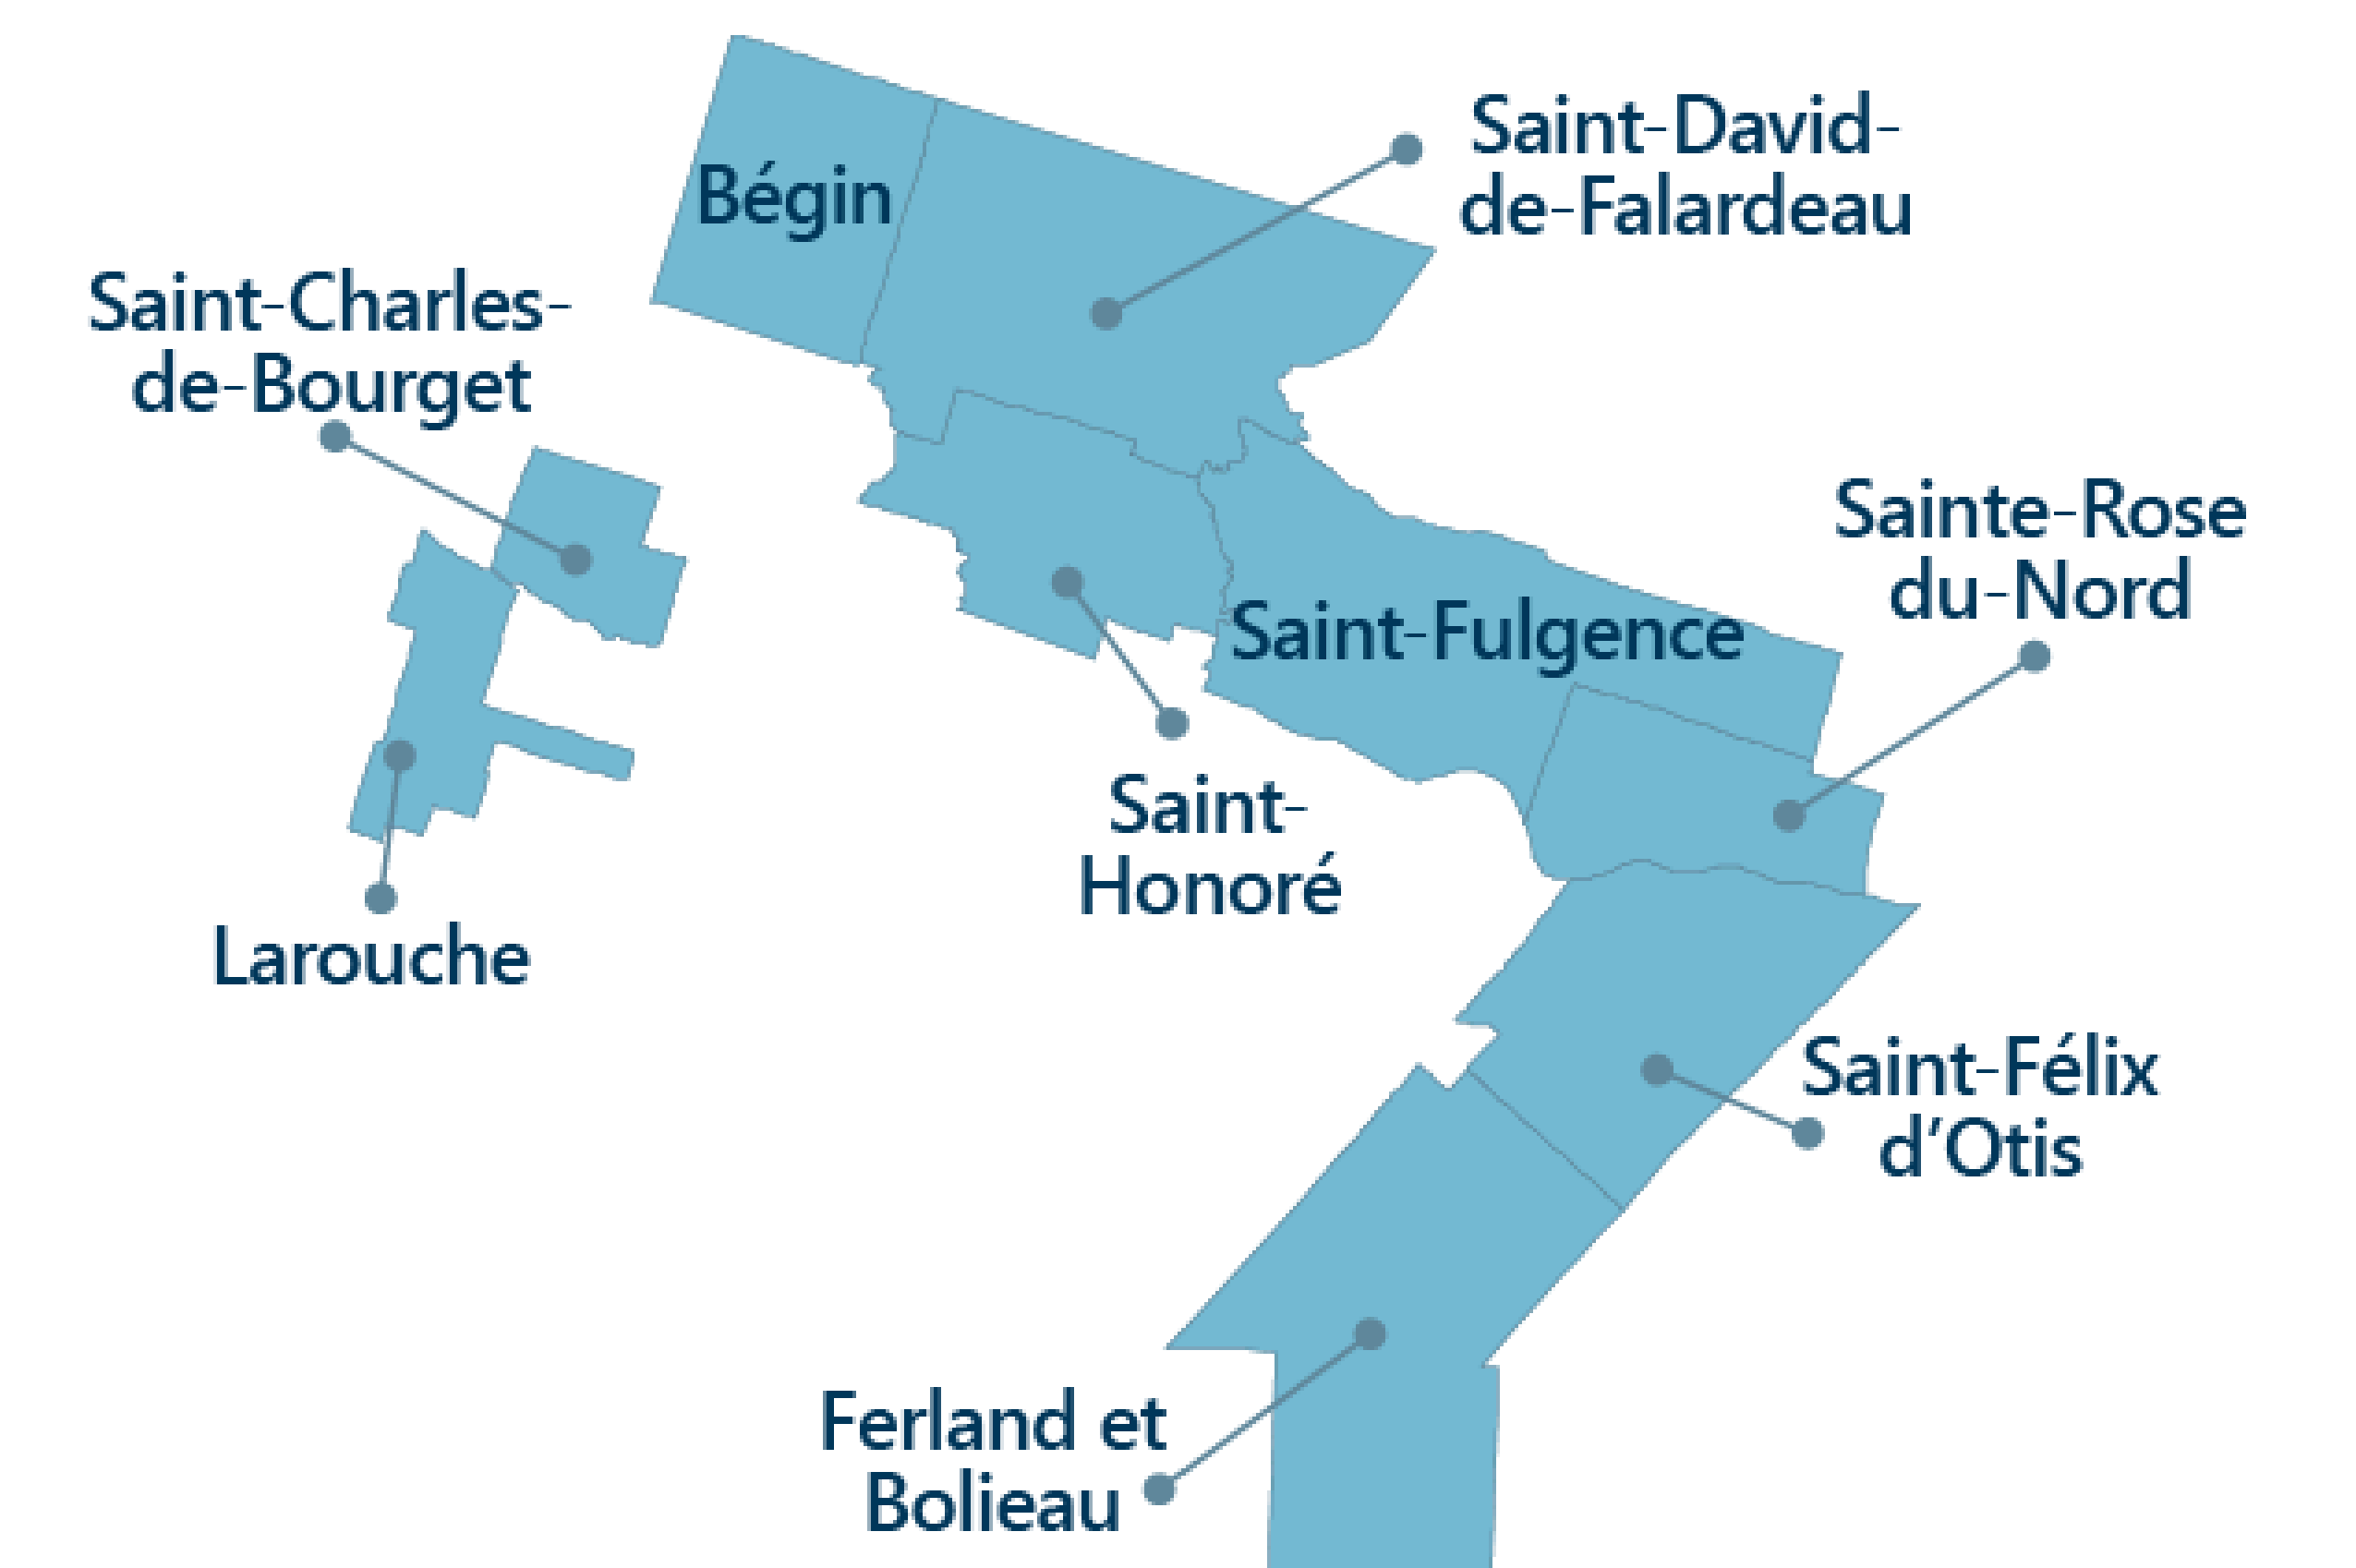 Saint-David-
de-Falardeau
Bégin
Saint-Charles-
de-Bourget
Sainte-Rose
du-Nord
Saint-Fulgence
Saint-
Honoré
Larouche
Saint-Félix
d'Otis
Ferland et
Bolieau